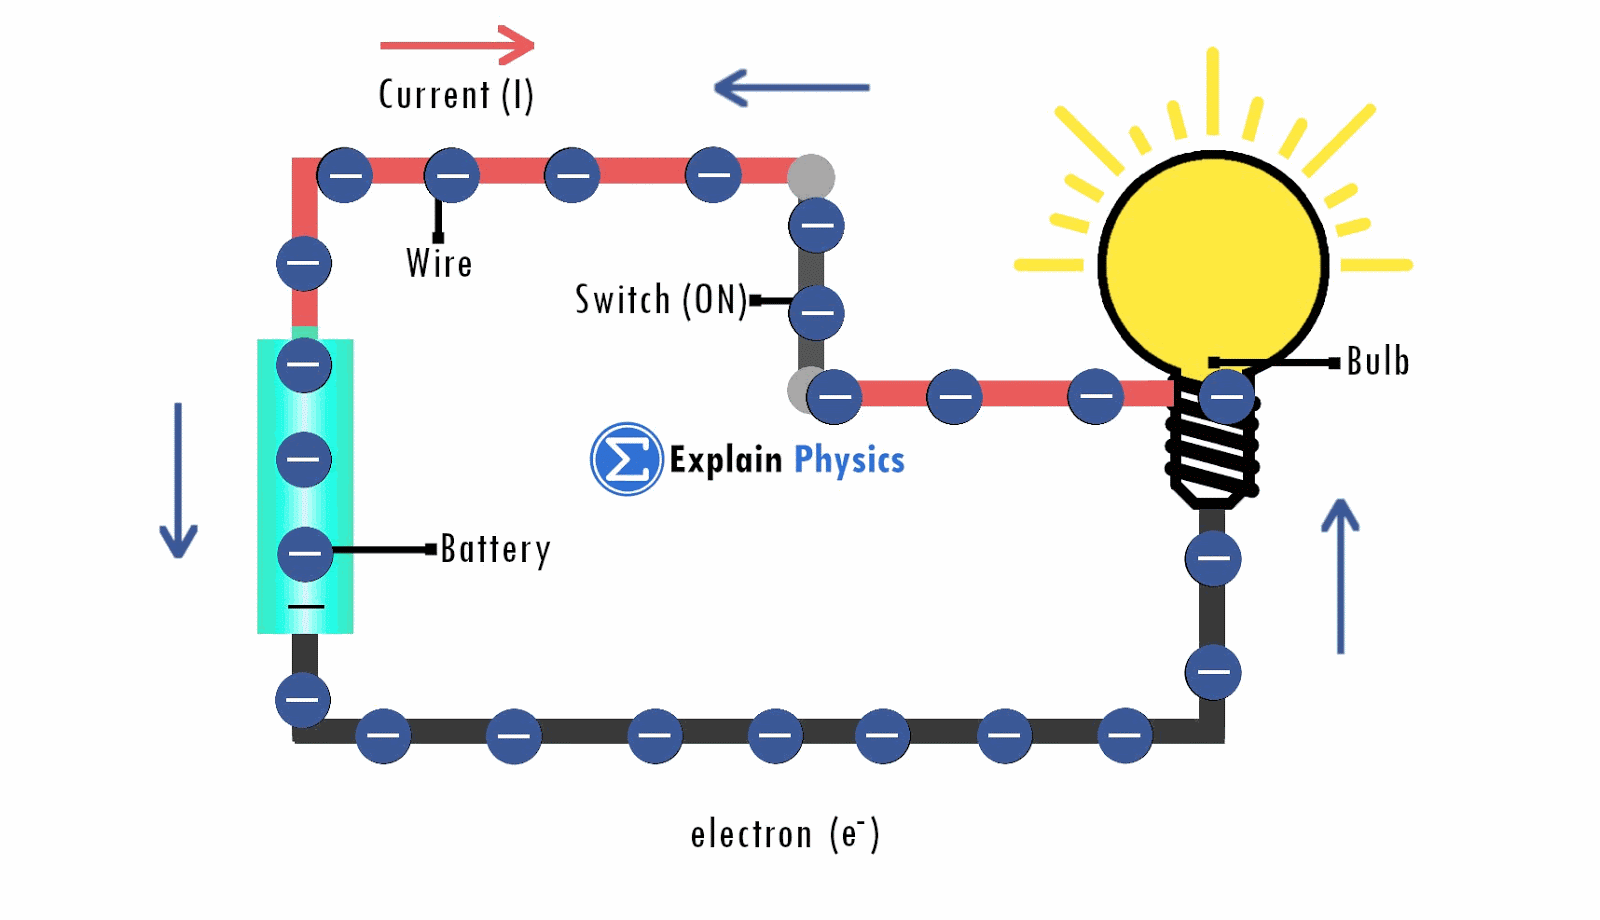 Current (I)
Wire
Switch (ON)
Bulb
Explain Physics
Battery
electron (e⁻)